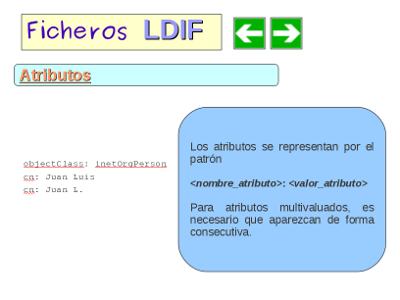 Ficheros LDIF
Atributos
objectClass: inetOrgPerson
cn: Juan Luis
cn: Juan L.
Los atributos se representan por el
patrón
<nombre_atributo>: <valor_atributo>
Para atributos multivaluados, es
necesario que aparezcan de forma
consecutiva.